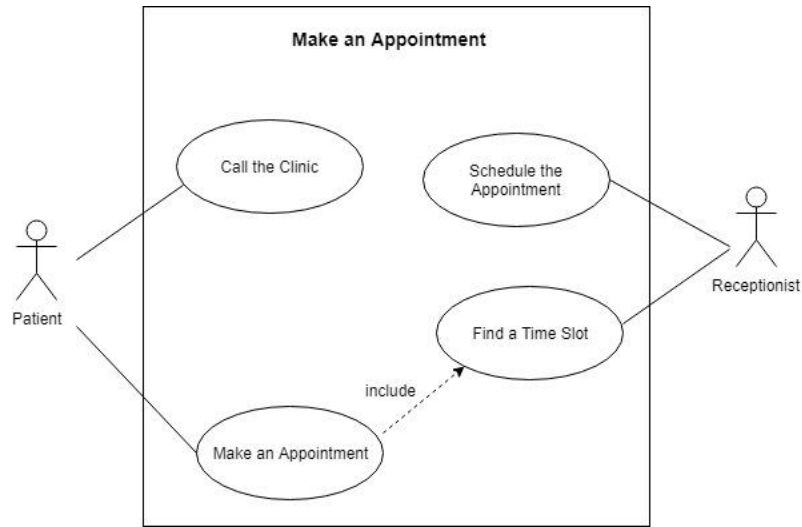 Make an Appointment
Call the Clinic
Schedule the
Appointment
Patient
Receptionist
Find a Time Slot
include
Make an Appointment